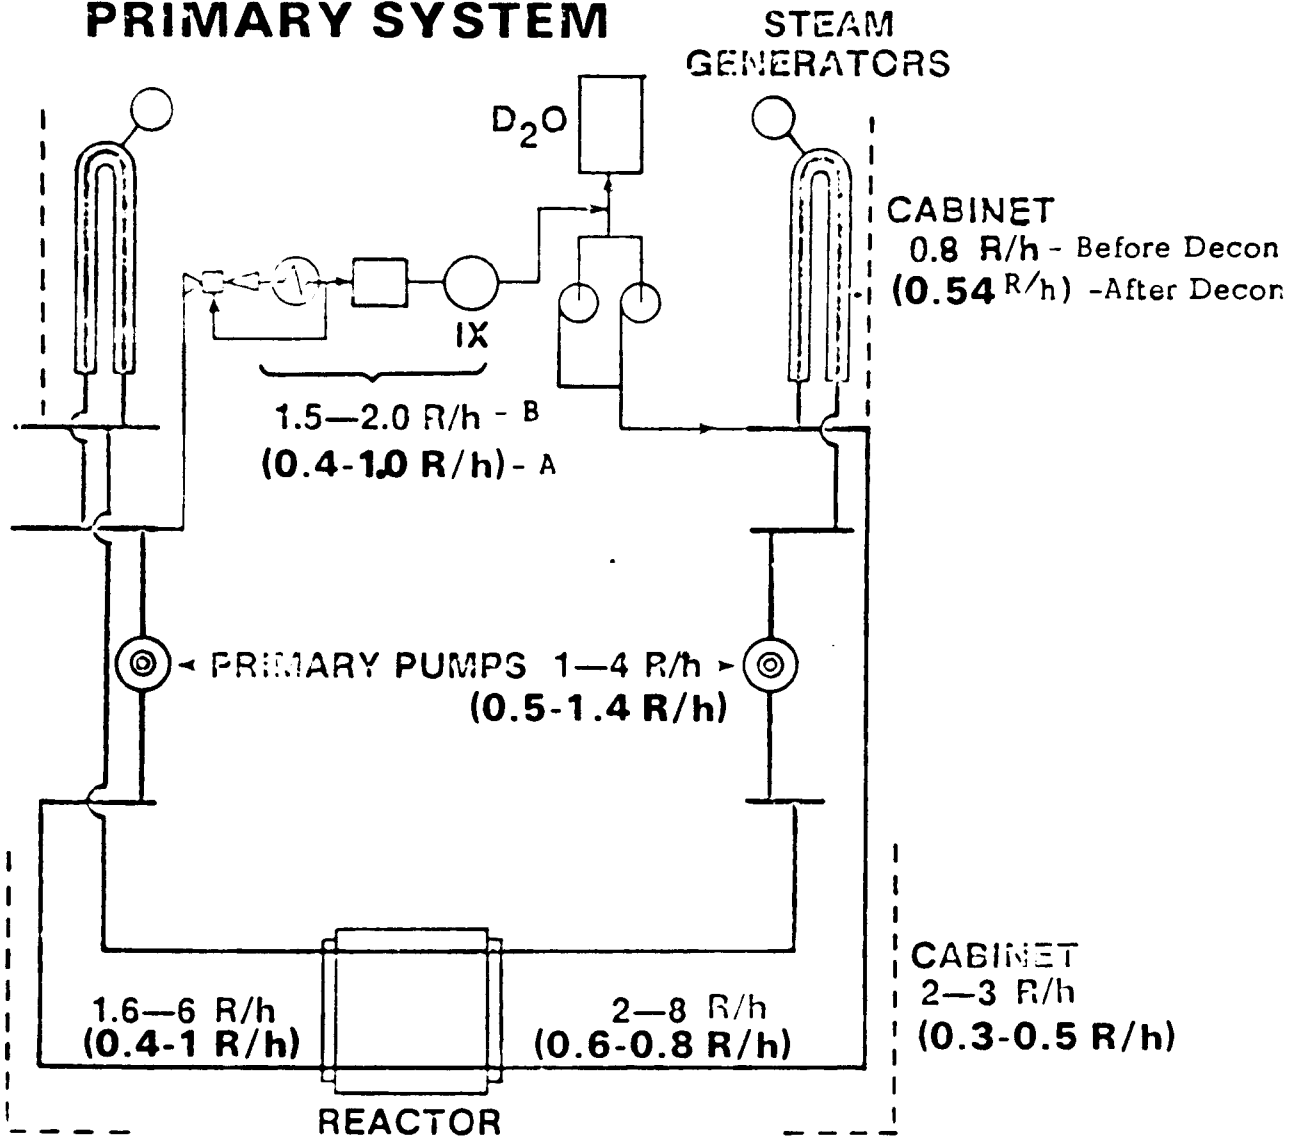 PRIMARY SYSTEM
STEAM
GENERATORS
D₂O
CABINET
0.8 R/h - Before Decon
(0.54 R/h) -After Decon
IX
1.5—2.0 R/h - B
(0.4-1.0 R/h) - A
PRIMARY PUMPS 1—4 R/h
(0.5-1.4 R/h)
CABINET
2—3 R/h
(0.3-0.5 R/h)
1.6—6 R/h
(0.4-1 R/h)
2—8 R/h
(0.6-0.8 R/h)
REACTOR